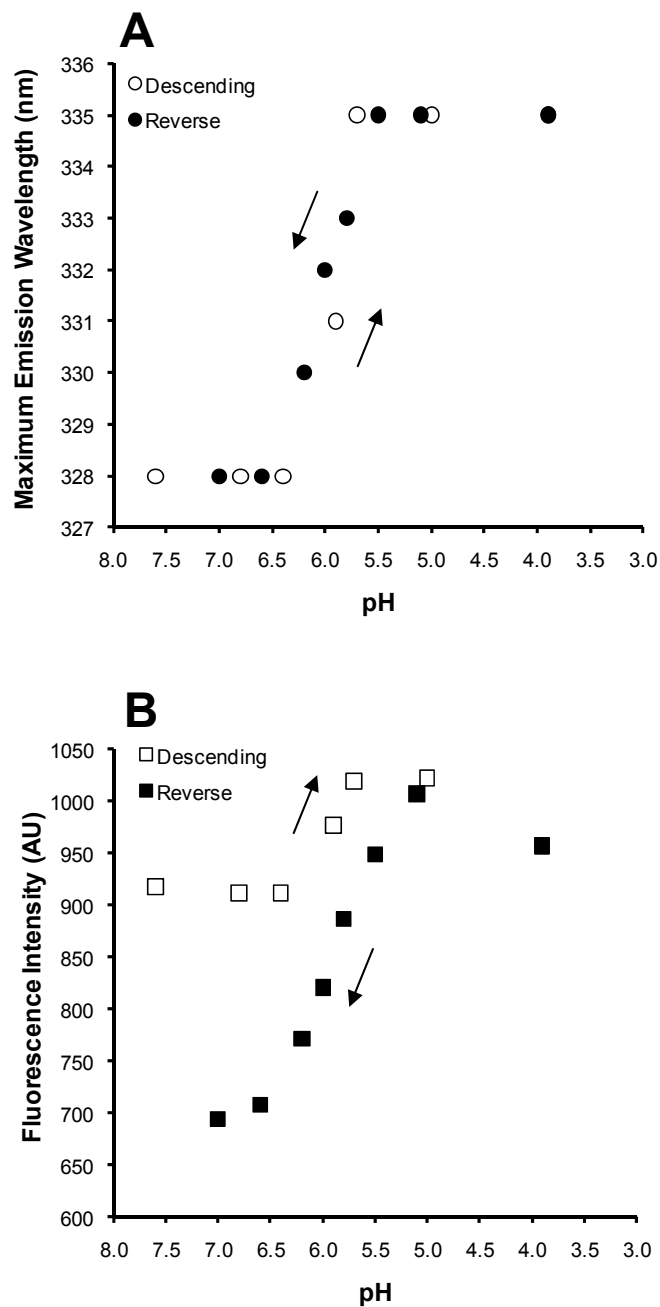 A
Maximum Emission Wavelength (nm)
336
335
334
333
332
331
330
329
328
327
Descending
Reverse
8.0 7.5 7.0 6.5 6.0 5.5 5.0 4.5 4.0 3.5 3.0
pH
B
Fluorescence Intensity (AU)
1050
1000
950
900
850
800
750
700
650
600
Descending
Reverse
8.0 7.5 7.0 6.5 6.0 5.5 5.0 4.5 4.0 3.5 3.0
pH